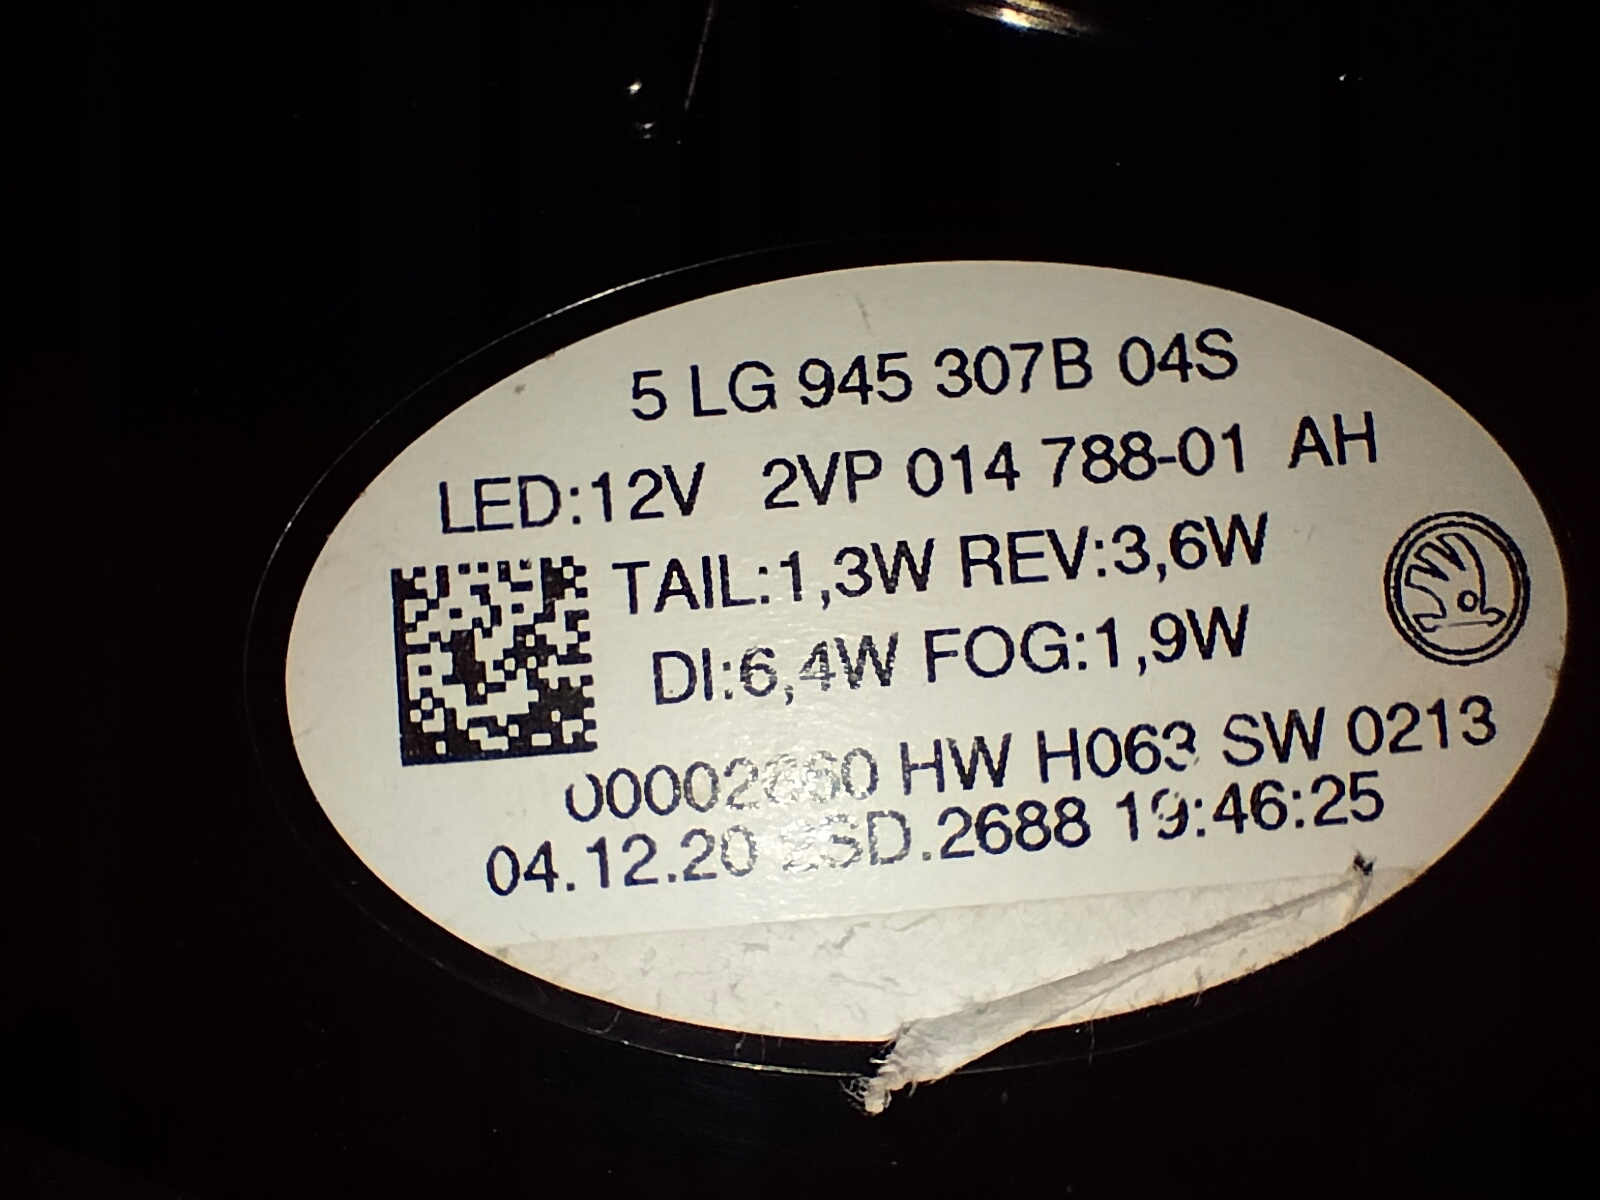 5 LG 945 307B 04S
LED:12V 2VP 014 788-01 AH
TAIL:1,3W REV:3,6W
DI:6,4W FOG:1,9W
HW H063 SW 0213
04.12.20 19:46:25